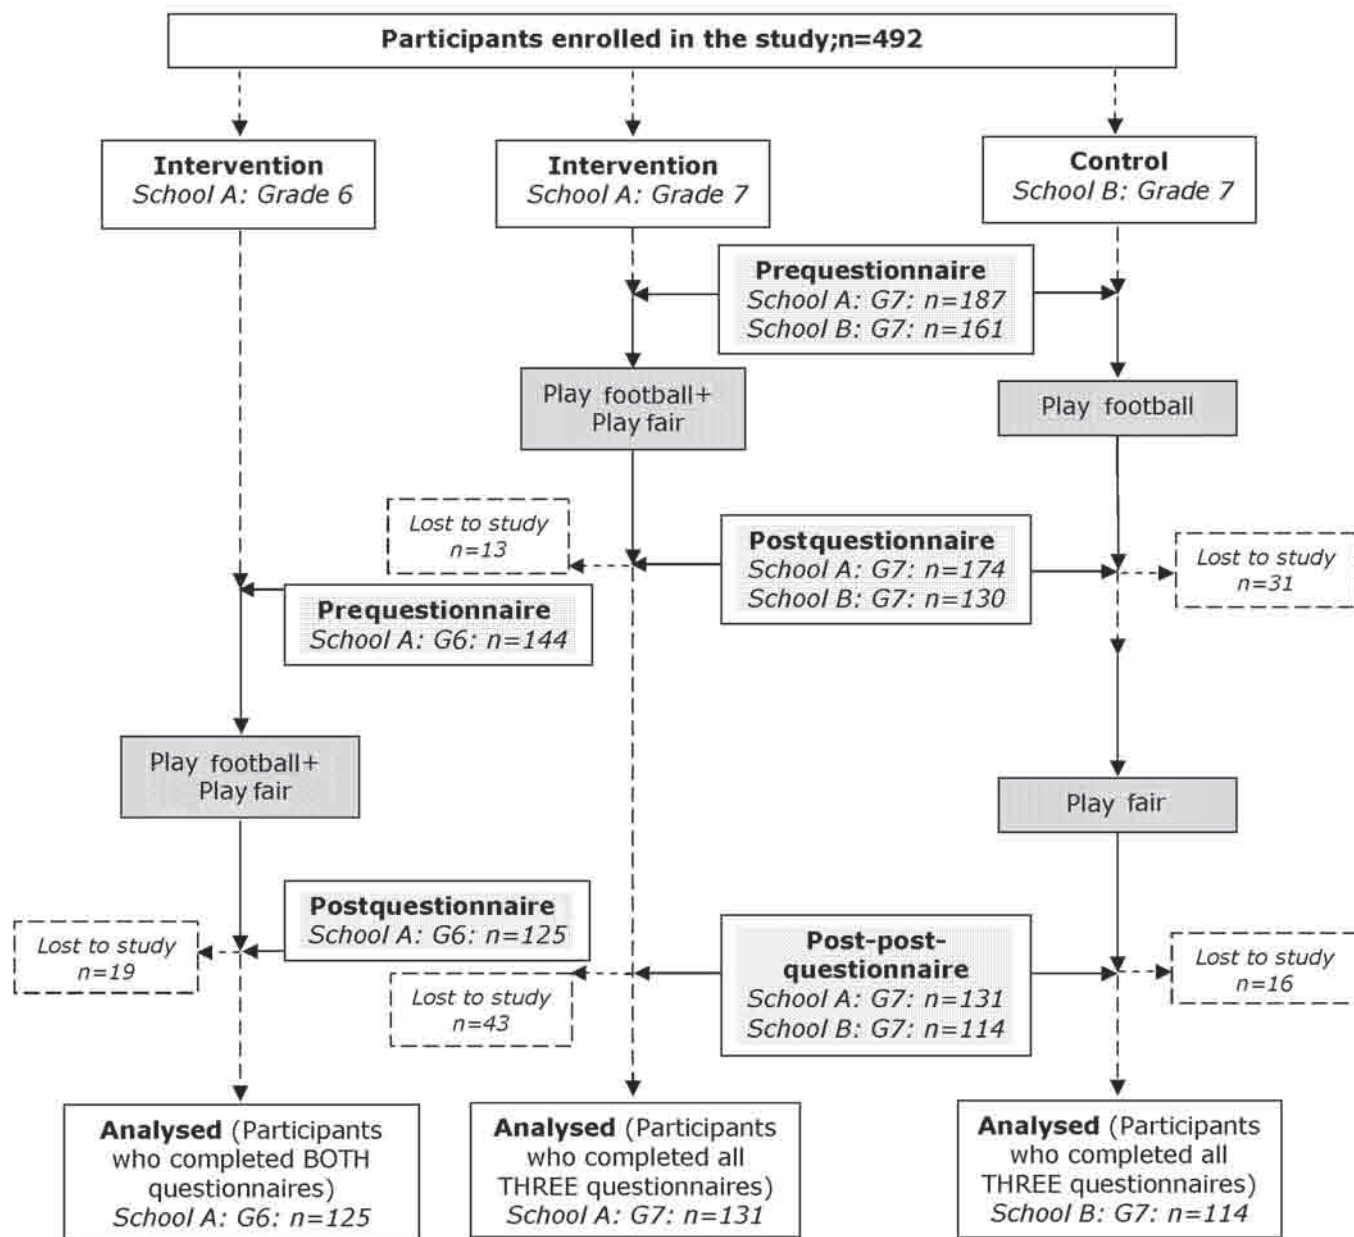 Participants enrolled in the study;n=492
Intervention
School A: Grade 6
Intervention
School A: Grade 7
Control
School B: Grade 7
Prequestionnaire
School A: G7: n=187
School B: G7: n=161
Play football+
Play fair
Play football
Lost to study
n=13
Postquestionnaire
School A: G7: n=174
School B: G7: n=130
Lost to study
n=31
Prequestionnaire
School A: G6: n=144
Play football+
Play fair
Play fair
Lost to study
n=19
Postquestionnaire
School A: G6: n=125
Lost to study
n=43
Post-post-
questionnaire
School A: G7: n=131
School B: G7: n=114
Lost to study
n=16
Analysed (Participants
who completed BOTH
questionnaires)
School A: G6: n=125
Analysed (Participants
who completed all
THREE questionnaires)
School A: G7: n=131
Analysed (Participants
who completed all
THREE questionnaires)
School B: G7: n=114